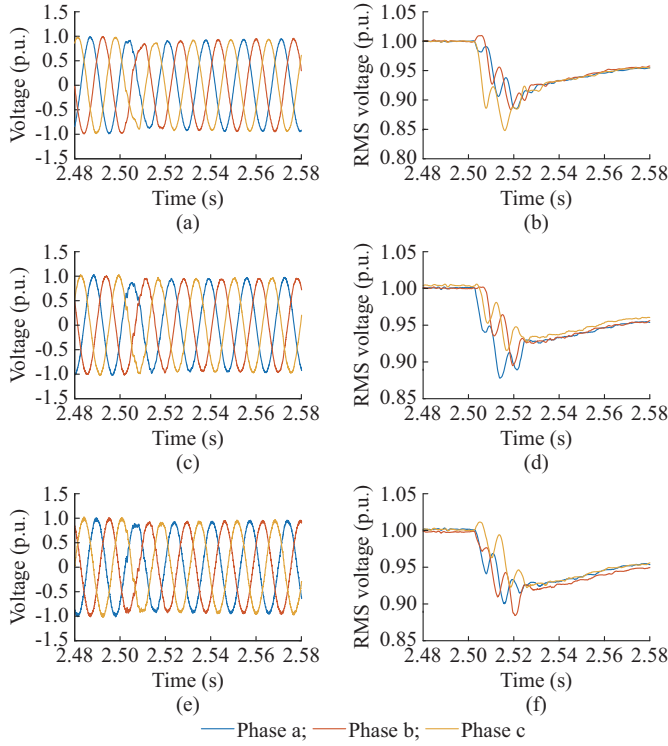 1.5
1.0
0.5
0
-0.5
-1.0
-1.5
Voltage (p.u.)
2.48 2.50 2.52 2.54 2.56 2.58
Time (s)
(a)
1.05
1.00
0.95
0.90
0.85
0.80
RMS voltage (p.u.)
2.48 2.50 2.52 2.54 2.56 2.58
Time (s)
(b)
1.5
1.0
0.5
0
-0.5
-1.0
-1.5
Voltage (p.u.)
2.48 2.50 2.52 2.54 2.56 2.58
Time (s)
(c)
1.05
1.00
0.95
0.90
0.85
RMS voltage (p.u.)
2.48 2.50 2.52 2.54 2.56 2.58
Time (s)
(d)
1.5
1.0
0.5
0
-0.5
-1.0
-1.5
Voltage (p.u.)
2.48 2.50 2.52 2.54 2.56 2.58
Time (s)
(e)
1.05
1.00
0.95
0.90
0.85
RMS voltage (p.u.)
2.48 2.50 2.52 2.54 2.56 2.58
Time (s)
(f)
Phase a; Phase b; Phase c